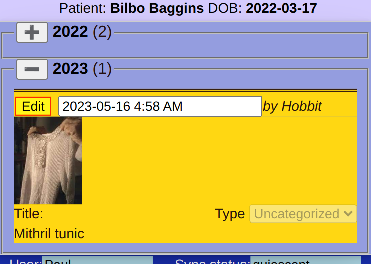 Patient: Bilbo Baggins DOB: 2022-03-17
+ 2022 (2)
− 2023 (1)
Edit 2023-05-16 4:58 AM by Hobbit
Title: Type Uncategorized
Mithril tunic
User: Paul Sync status: quiescent